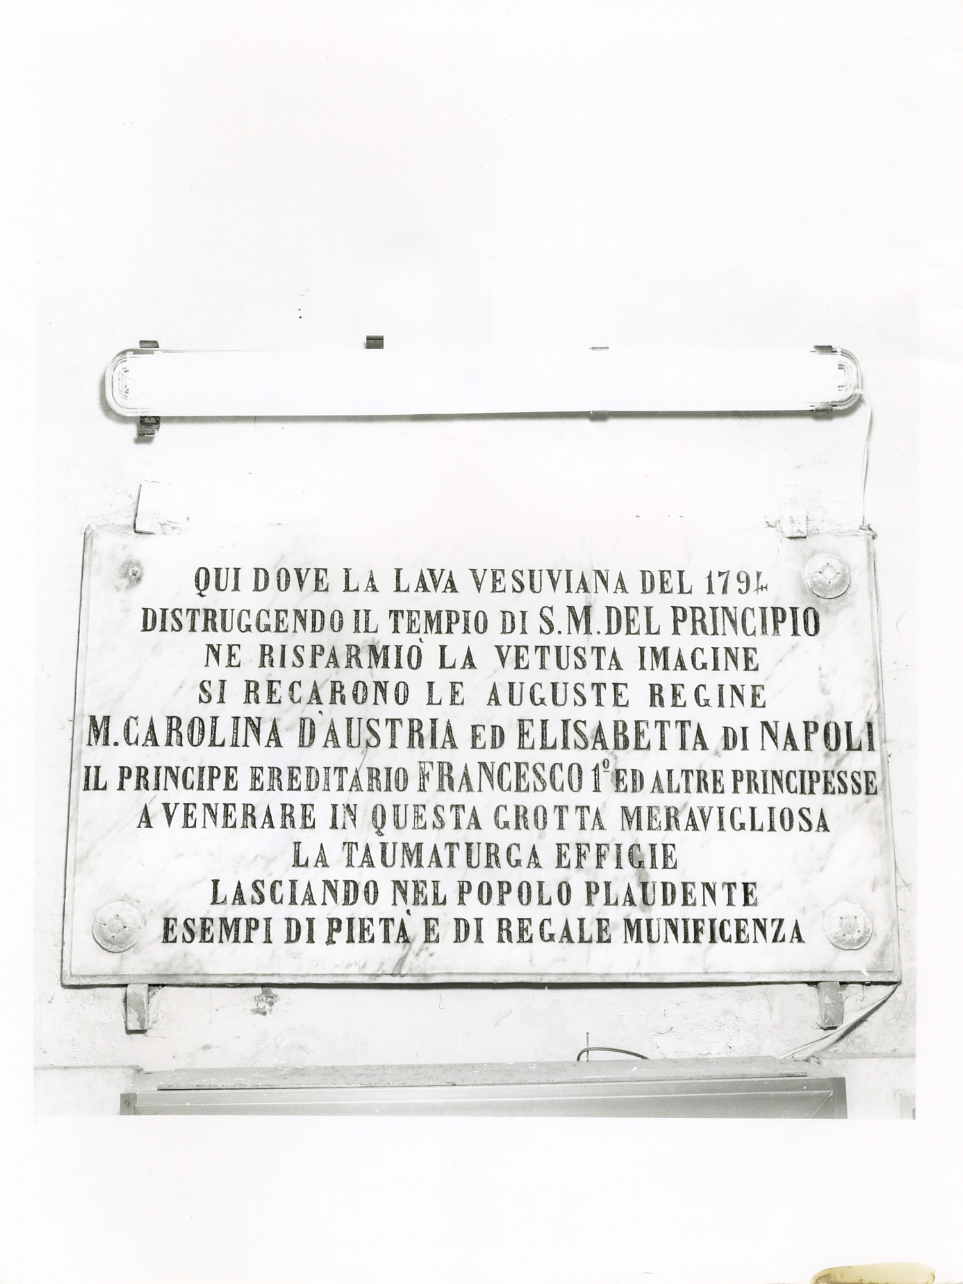 QUI DOVE LA LAVA VESUVIANA DEL 1794
DISTRUGGENDO IL TEMPIO DI S.M. DEL PRINCIPIO
NE RISPARMIÒ LA VETUSTA IMAGINE
SI RECARONO LE AUGUSTE REGINE
M. CAROLINA D'AUSTRIA ED ELISABETTA DI NAPOLI
IL PRINCIPE EREDITARIO FRANCESCO 1º ED ALTRE PRINCIPESSE
A VENERARE IN QUESTA GROTTA MERAVIGLIOSA
LA TAUMATURGA EFFIGIE
LASCIANDO NEL POPOLO PLAUDENTE
ESEMPI DI PIETÀ E DI REGALE MUNIFICENZA